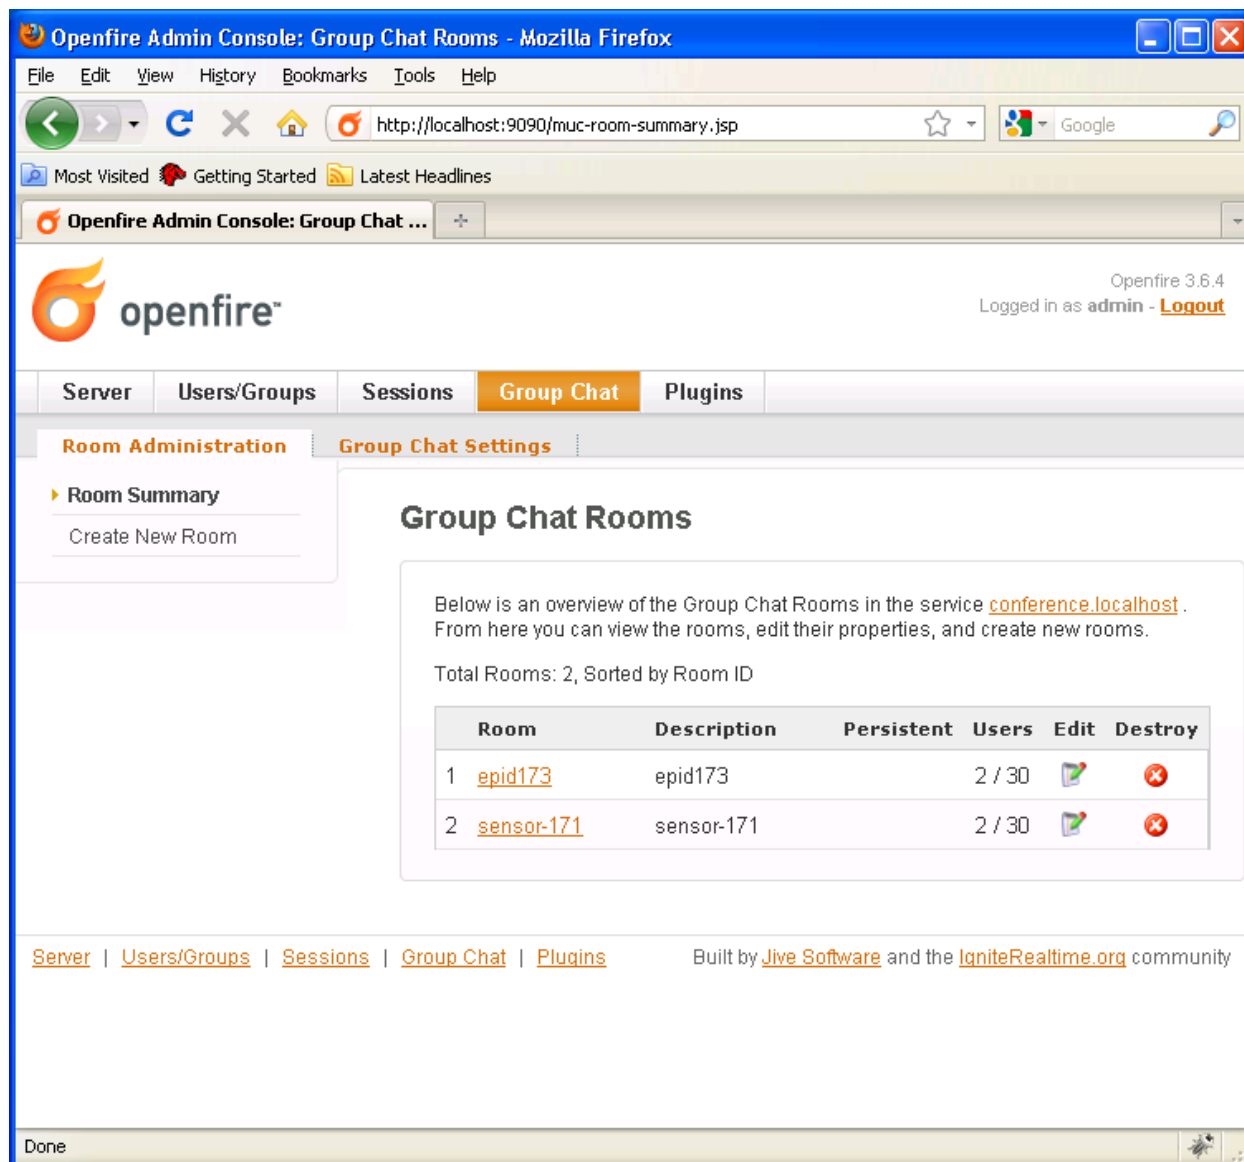 Openfire Admin Console: Group Chat Rooms - Mozilla Firefox
File Edit View History Bookmarks Tools Help
http://localhost:9090/muc-room-summary.jsp Google
Most Visited Getting Started Latest Headlines
Openfire Admin Console: Group Chat ...
openfire™
Openfire 3.6.4
Logged in as admin - Logout
Server Users/Groups Sessions Group Chat Plugins
Room Administration Group Chat Settings
Room Summary
Create New Room
Group Chat Rooms
Below is an overview of the Group Chat Rooms in the service conference.localhost .
From here you can view the rooms, edit their properties, and create new rooms.
Total Rooms: 2, Sorted by Room ID
Room Description Persistent Users Edit Destroy
1 epid173 epid173 2 / 30
2 sensor-171 sensor-171 2 / 30
Server | Users/Groups | Sessions | Group Chat | Plugins Built by Jive Software and the IgniteRealtime.org community
Done